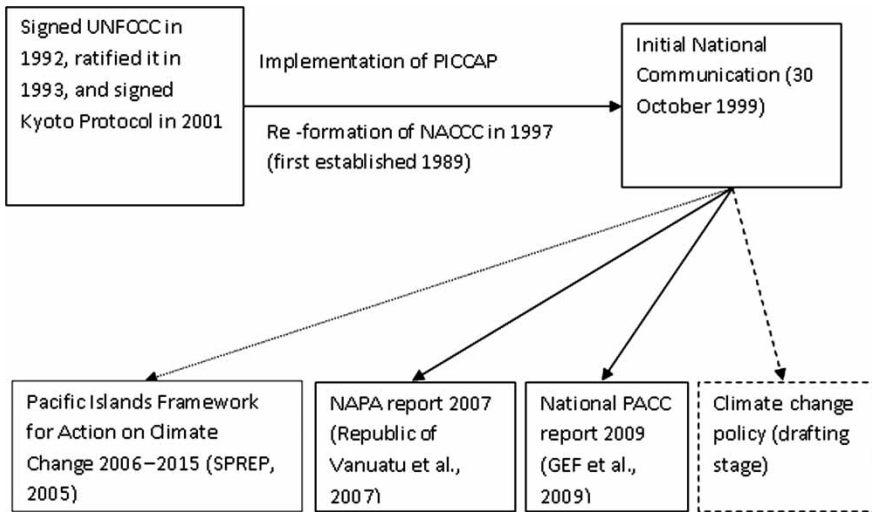 Signed UNFCCC in
1992, ratified it in
1993, and signed
Kyoto Protocol in 2001
Implementation of PICCAP
Re -formation of NACCC in 1997
(first established 1989)
Initial National
Communication (30
October 1999)
Pacific Islands Framework
for Action on Climate
Change 2006–2015 (SPREP,
2005)
NAPA report 2007
(Republic of
Vanuatu et al.,
2007)
National PACC
report 2009
(GEF et al.,
2009)
Climate change
policy (drafting
stage)